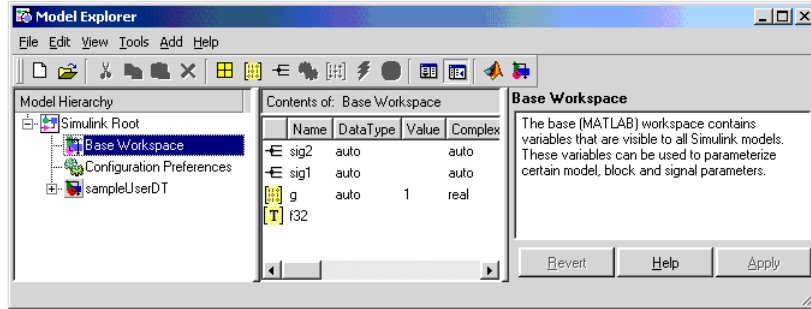 Model Explorer
File Edit View Tools Add Help
Model Hierarchy
Simulink Root
Base Workspace
Configuration Preferences
sampleUserDT
Contents of: Base Workspace
Name DataType Value Complex
sig2 auto auto
sig1 auto auto
g auto 1 real
[T] f32
Base Workspace
The base (MATLAB) workspace contains
variables that are visible to all Simulink models.
These variables can be used to parameterize
certain model, block and signal parameters.
Revert Help Apply